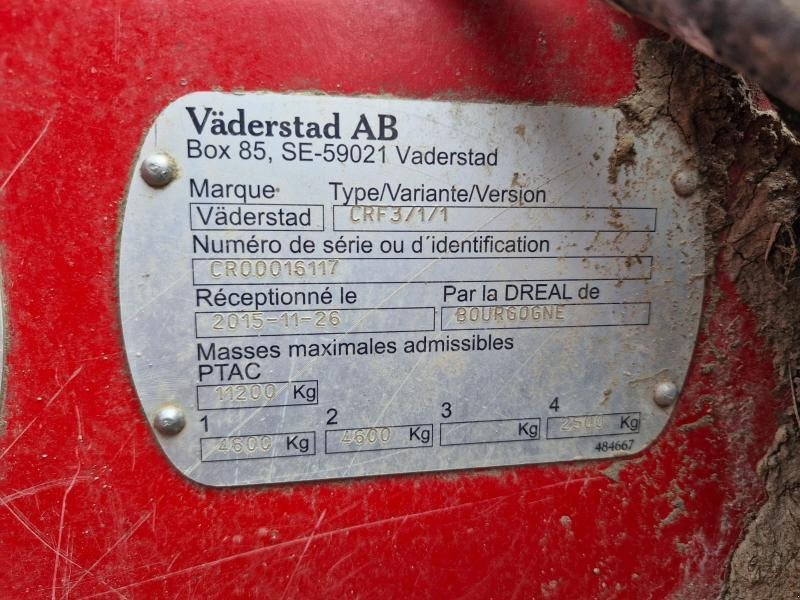 Väderstad AB
Box 85, SE-59021 Vaderstad
Marque Type/Variante/Version
Väderstad CRF3/1/1
Numéro de série ou d´identification
CR00016117
Réceptionné le Par la DREAL de
2015-11-26 BOURGOGNE
Masses maximales admissibles
PTAC
11200 Kg
1 2 3 4
4600 Kg 4600 Kg Kg 2500 Kg
484667